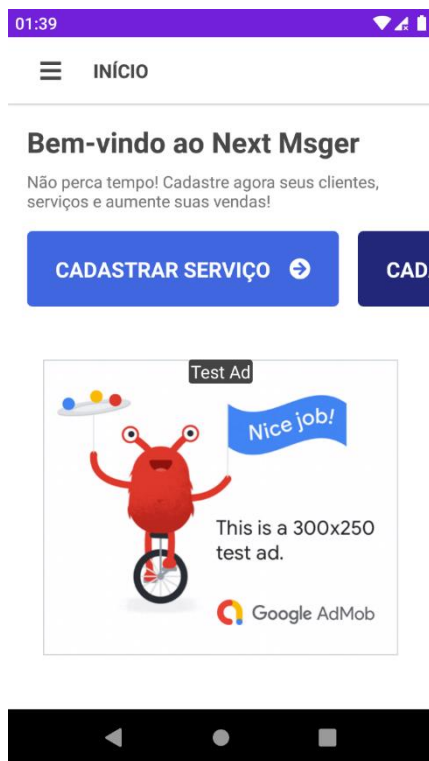 01:39
INÍCIO
Bem-vindo ao Next Msger
Não perca tempo! Cadastre agora seus clientes,
serviços e aumente suas vendas!
CADASTRAR SERVIÇO
CAD
Test Ad
Nice job!
This is a 300x250
test ad.
Google AdMob